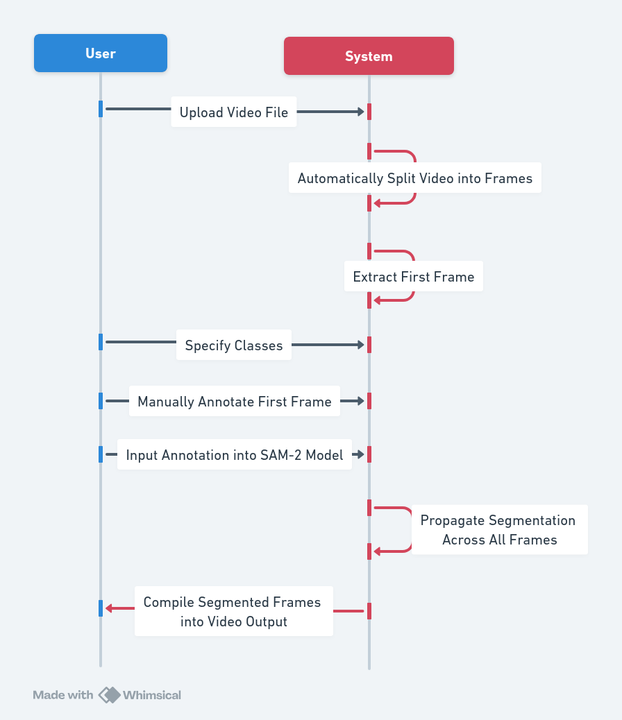 User
System
Upload Video File
Automatically Split Video into Frames
Extract First Frame
Specify Classes
Manually Annotate First Frame
Input Annotation into SAM-2 Model
Propagate Segmentation
Across All Frames
Compile Segmented Frames
into Video Output
Made with Whimsical